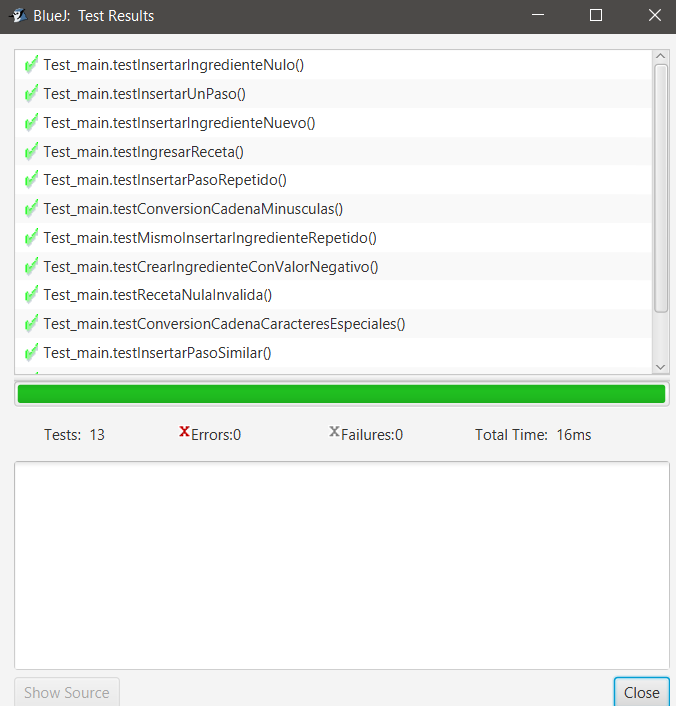 BlueJ: Test Results
Test_main.testInsertarIngredienteNulo()
Test_main.testInsertarUnPaso()
Test_main.testInsertarIngredienteNuevo()
Test_main.testIngresarReceta()
Test_main.testInsertarPasoRepetido()
Test_main.testConversionCadenaMinusculas()
Test_main.testMismoInsertarIngredienteRepetido()
Test_main.testCrearIngredienteConValorNegativo()
Test_main.testRecetaNulaInvalida()
Test_main.testConversionCadenaCaracteresEspeciales()
Test_main.testInsertarPasoSimilar()
Tests: 13 Errors:0 Failures:0 Total Time: 16ms
Show Source Close